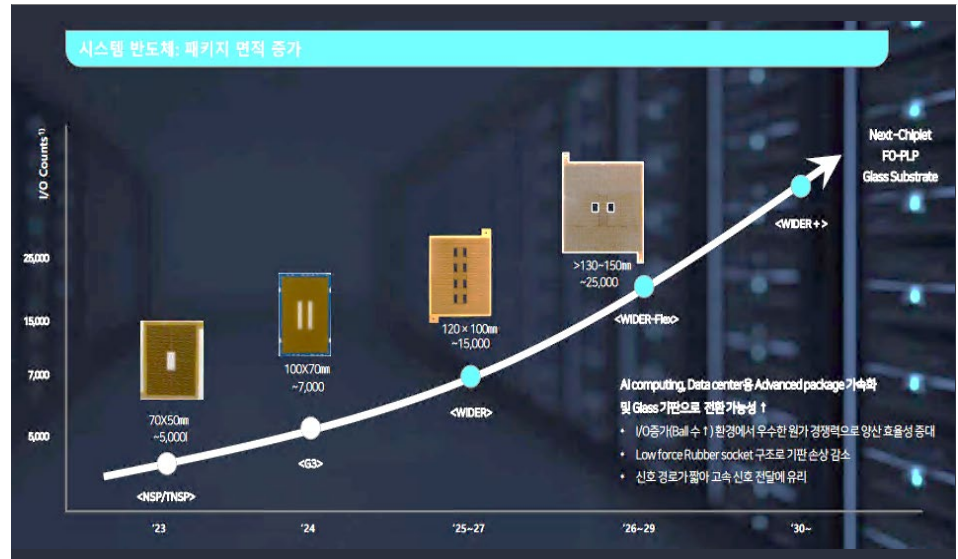 시스템 반도체: 패키지 면적 증가
I/O Counts¹⁾
25,000
15,000
7,000
5,000
70X50㎜
~5,000I
<NSP/TNSP>
100X70㎜
~7,000
<G3>
120 × 100㎜
~15,000
<WIDER>
>130~150㎜
~25,000
<WIDER-Flex>
<WIDER+>
Next-Chiplet
FO-PLP
Glass Substrate
AI computing, Data center용 Advanced package 가속화
및 Glass 기판으로 전환 가능성 ↑
• I/O증가(Ball 수 ↑) 환경에서 우수한 원가 경쟁력으로 양산 효율성 증대
• Low force Rubber socket 구조로 기판 손상 감소
• 신호 경로가 짧아 고속 신호 전달에 유리
'23
'24
'25~27
'26~29
'30~